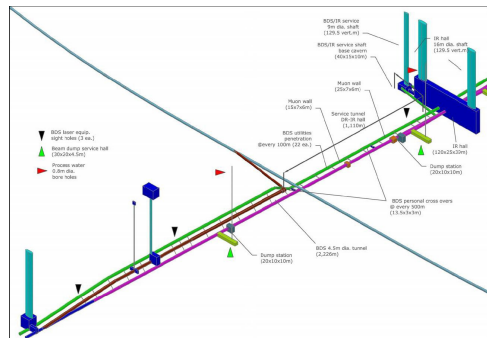 BDS/IR service
9m dia. shaft
(129.5 vert.m)
IR hall
16m dia. shaft
(129.5 vert.m)
BDS/IR service shaft
base cavern
(40x15x10m)
Muon wall
(25x7x6m)
Muon wall
(15x7x6m)
Service tunnel
DR-IR hall
(1,110m)
BDS laser equip.
sight holes (3 ea.)
BDS utilities
penetration
@every 100m (22 ea.)
Beam dump service hall
(30x20x4.5m)
IR hall
(120x25x39m)
Process water
0.8m dia.
bore holes
Dump station
(20x10x10m)
BDS personal cross overs
@ every 500m
(13.5x3x3m)
BDS 4.5m dia. tunnel
(2,226m)
Dump station
(20x10x10m)